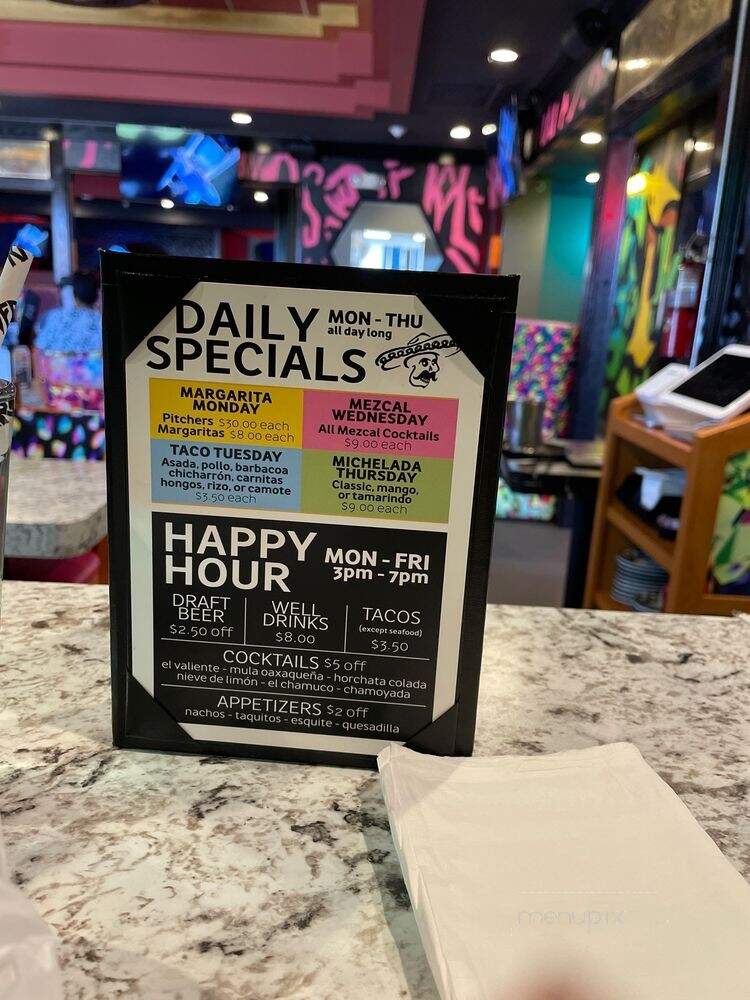 DAILY MON - THU
all day long
SPECIALS
MARGARITA
MONDAY
Pitchers $30.00 each
Margaritas $8.00 each
MEZCAL
WEDNESDAY
All Mezcal Cocktails
$9.00 each
TACO TUESDAY
Asada, pollo, barbacoa
chicharrón, carnitas
hongos, rizo, or camote
$3.50 each
MICHELADA
THURSDAY
Classic, mango,
or tamarindo
$9.00 each
HAPPY
HOUR
MON - FRI
3pm - 7pm
DRAFT
BEER
$2.50 off
WELL
DRINKS
$8.00
TACOS
(except seafood)
$3.50
COCKTAILS $5 off
el valiente - mula oaxaqueña - horchata colada
nieve de limón - el chamuco - chamoyada
APPETIZERS $2 off
nachos - taquitos - esquite - quesadilla
menupix